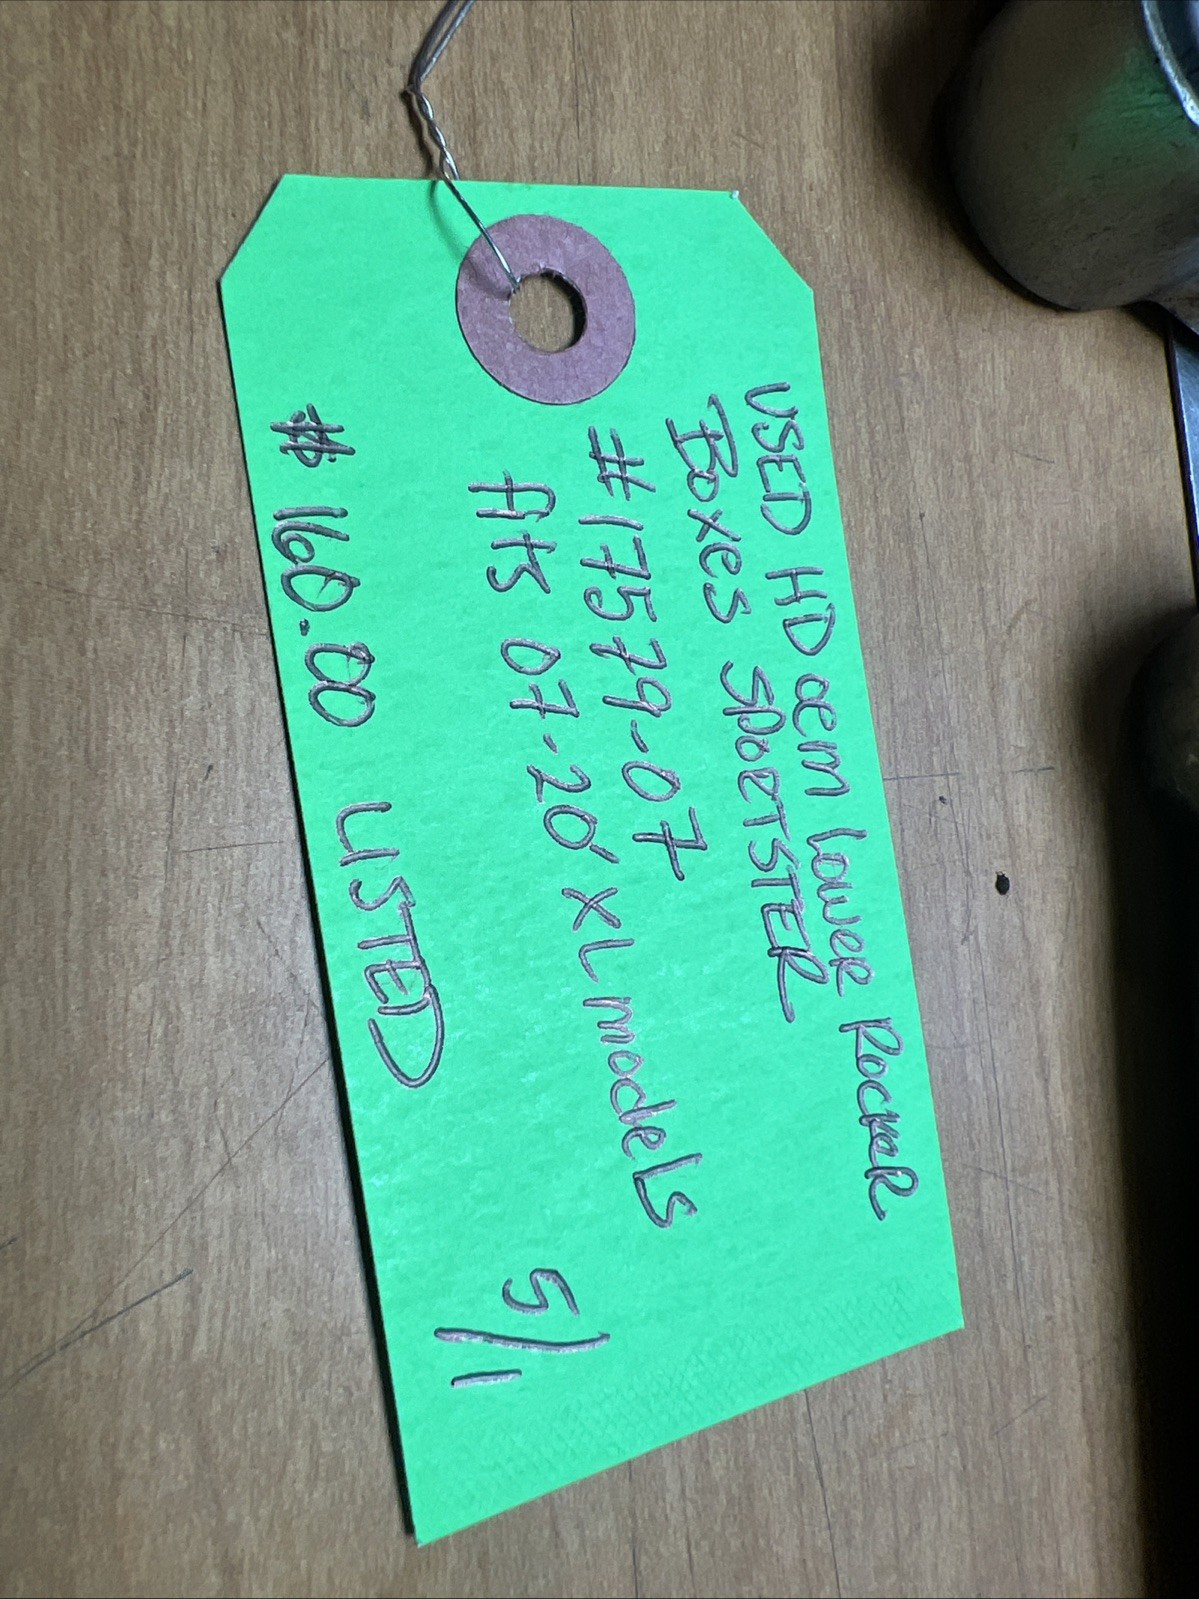 USED HD oem lower Rocker
Boxes SPORTSTER
#17579-07
fits 07-20' XL models
5/1
$160.00 LISTED